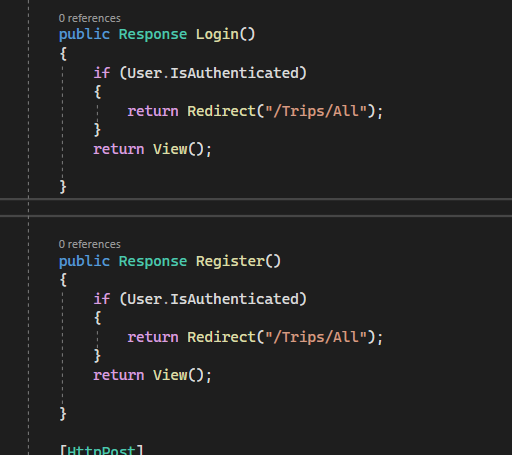 0 references
public Response Login()
{
if (User.IsAuthenticated)
{
return Redirect("/Trips/All");
}
return View();
}
0 references
public Response Register()
{
if (User.IsAuthenticated)
{
return Redirect("/Trips/All");
}
return View();
}
[HttpPost]